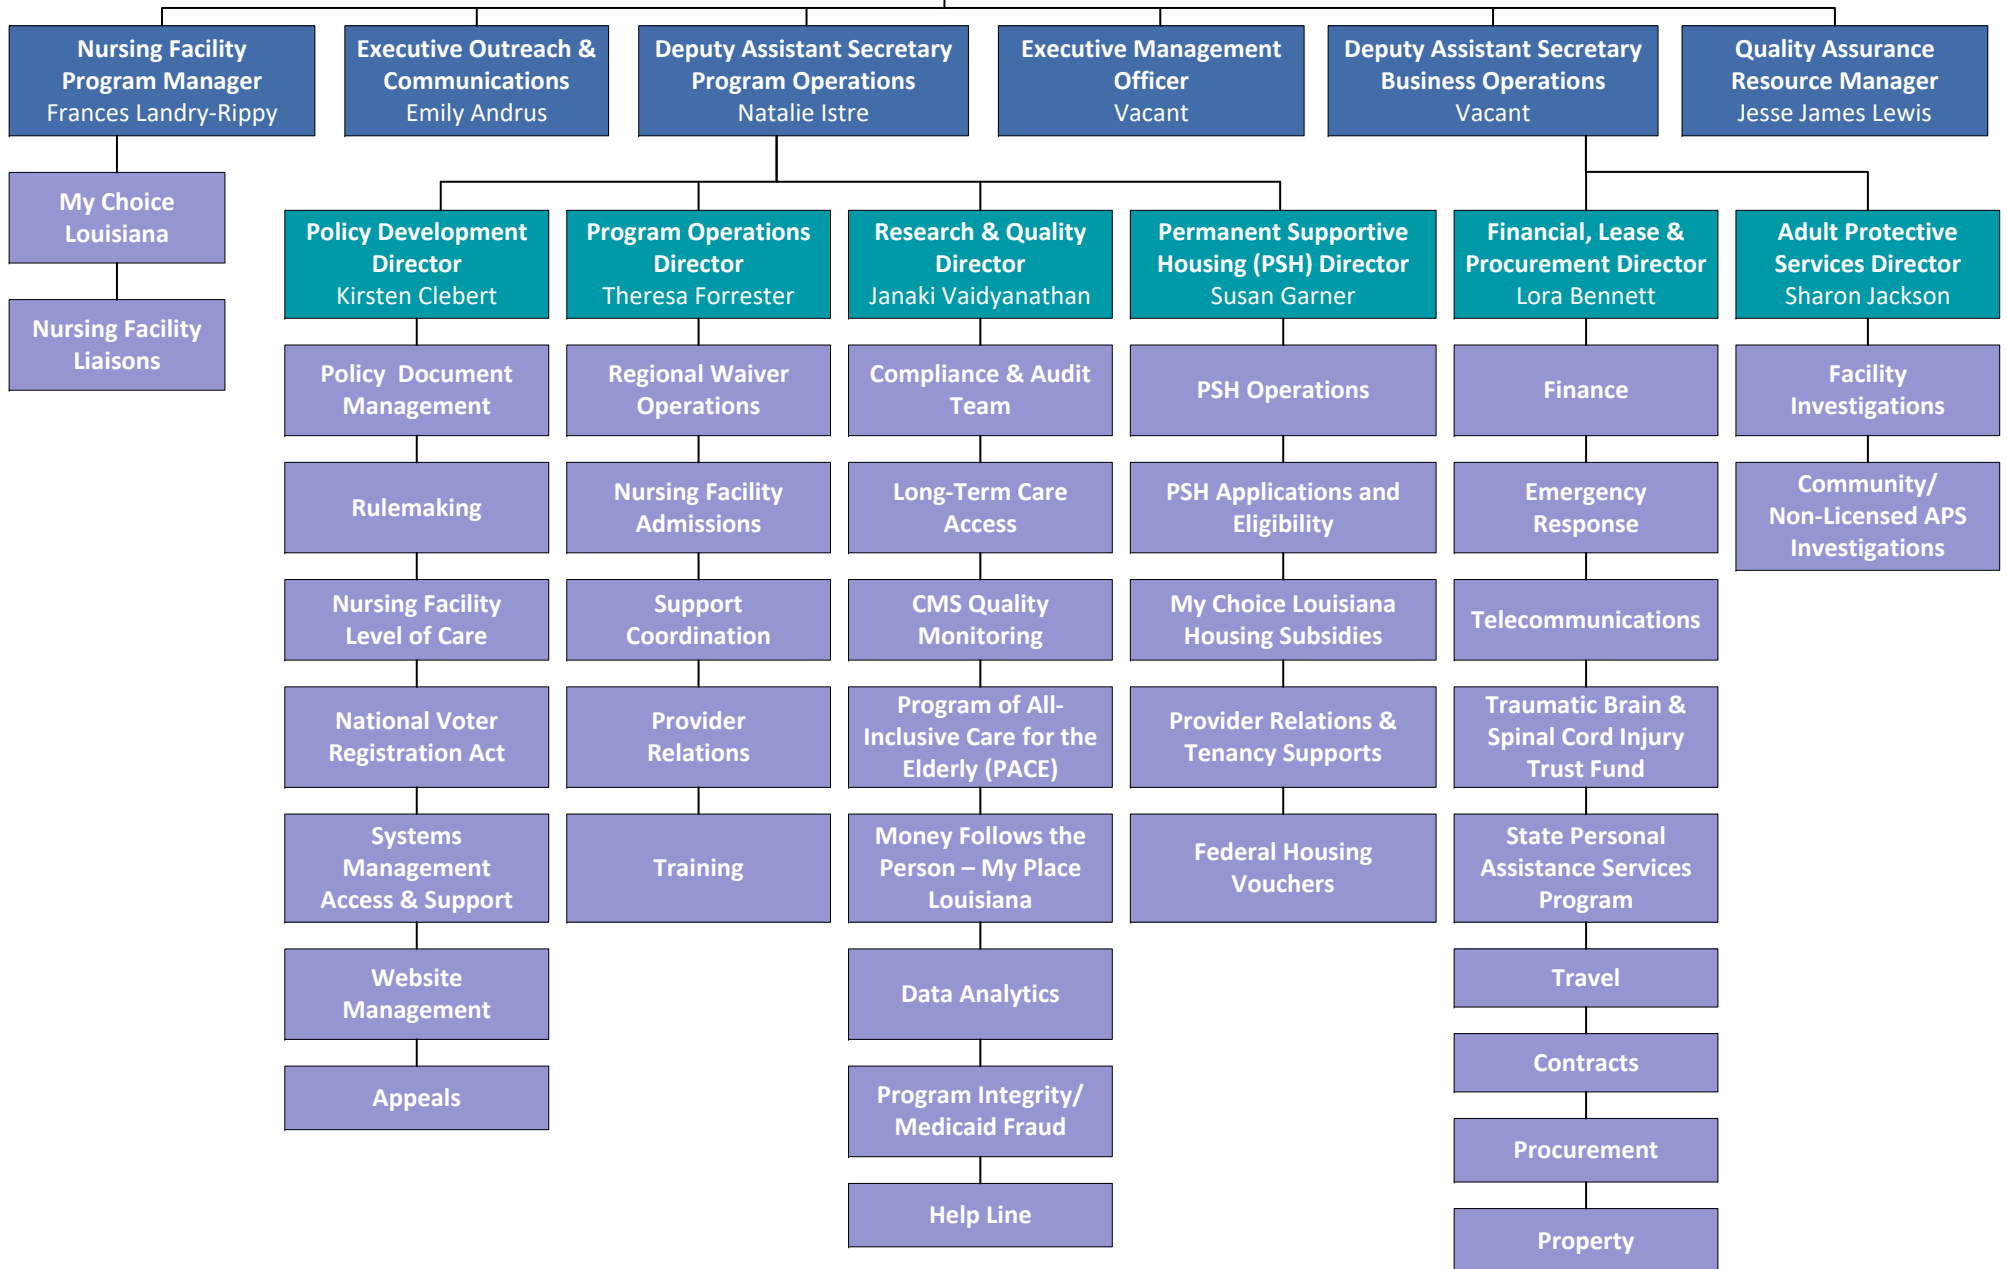 Nursing Facility
Program Manager
Frances Landry-Rippy
Executive Outreach &
Communications
Emily Andrus
Deputy Assistant Secretary
Program Operations
Natalie Istre
Executive Management
Officer
Vacant
Deputy Assistant Secretary
Business Operations
Vacant
Quality Assurance
Resource Manager
Jesse James Lewis
My Choice
Louisiana
Nursing Facility
Liaisons
Policy Development
Director
Kirsten Clebert
Policy  Document
Management
Rulemaking
Nursing Facility
Level of Care
National Voter
Registration Act
Systems
Management
Access & Support
Website
Management
Appeals
Program Operations
Director
Theresa Forrester
Regional Waiver
Operations
Nursing Facility
Admissions
Support
Coordination
Provider
Relations
Training
Research & Quality
Director
Janaki Vaidyanathan
Compliance & Audit
Team
Long-Term Care
Access
CMS Quality
Monitoring
Program of All-
Inclusive Care for the
Elderly (PACE)
Money Follows the
Person – My Place
Louisiana
Data Analytics
Program Integrity/
Medicaid Fraud
Help Line
Permanent Supportive
Housing (PSH) Director
Susan Garner
PSH Operations
PSH Applications and
Eligibility
My Choice Louisiana
Housing Subsidies
Provider Relations &
Tenancy Supports
Federal Housing
Vouchers
Financial, Lease &
Procurement Director
Lora Bennett
Finance
Emergency
Response
Telecommunications
Traumatic Brain &
Spinal Cord Injury
Trust Fund
State Personal
Assistance Services
Program
Travel
Contracts
Procurement
Property
Adult Protective
Services Director
Sharon Jackson
Facility
Investigations
Community/
Non-Licensed APS
Investigations